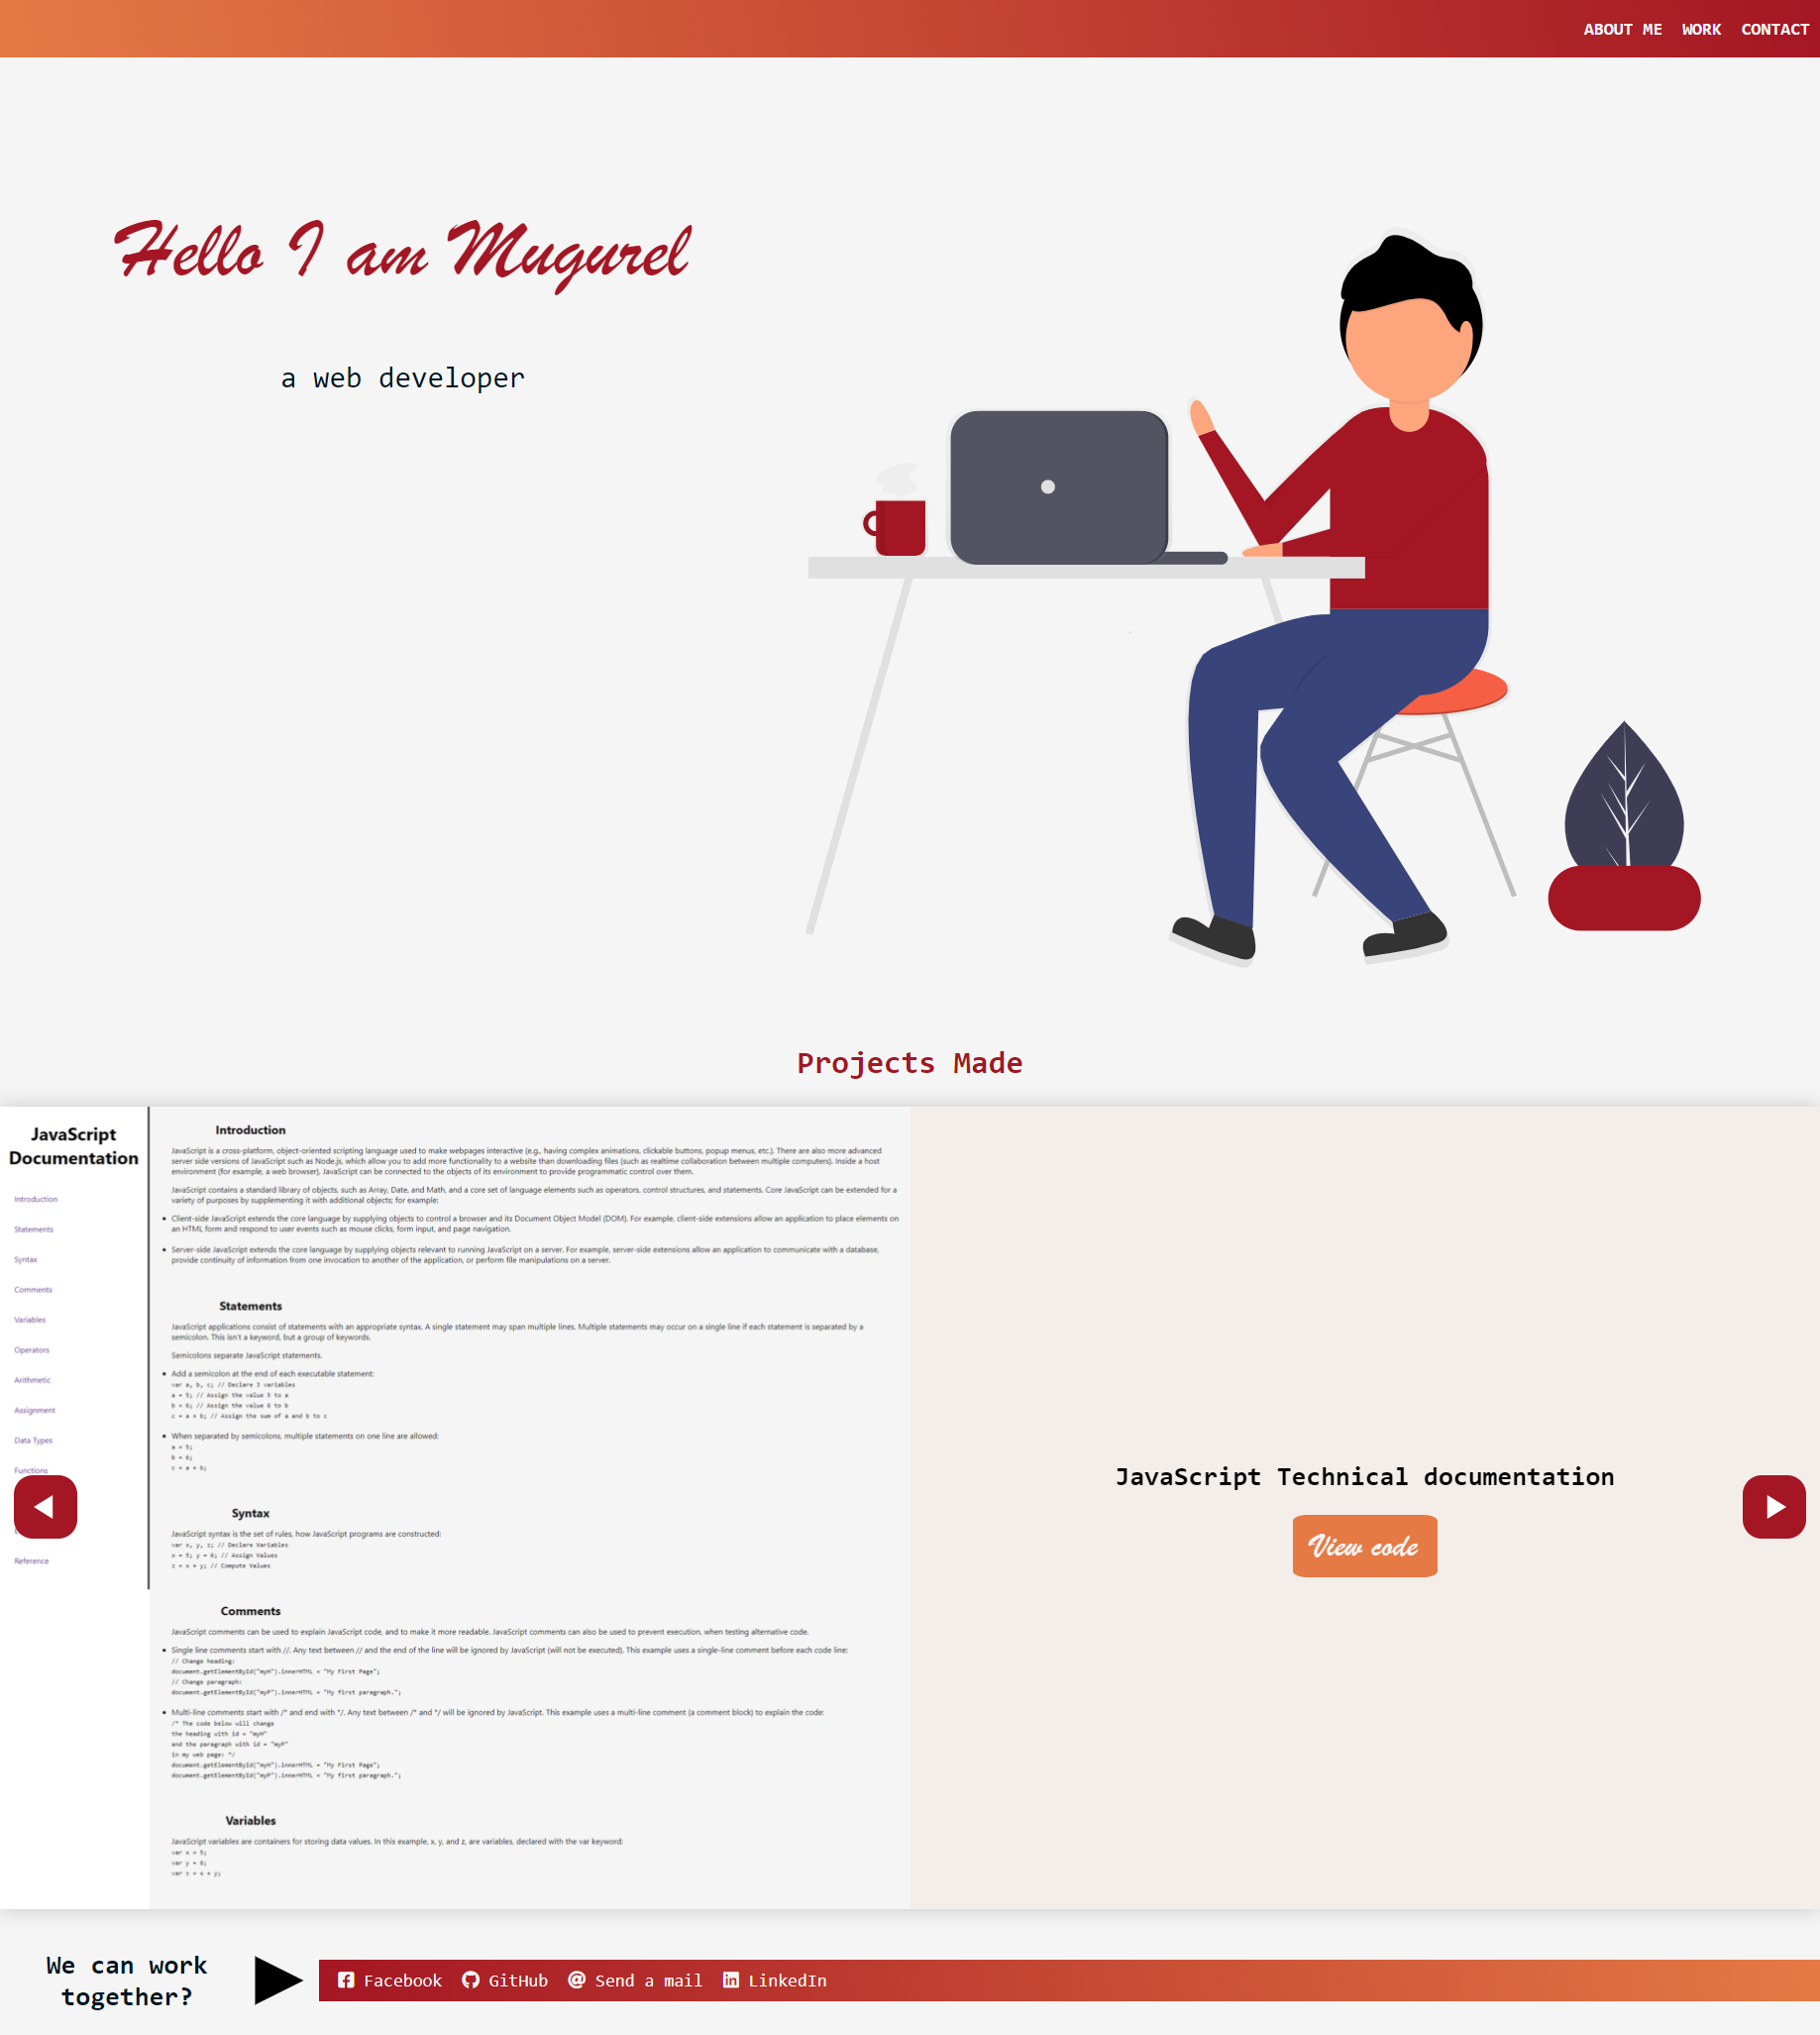 ABOUT ME WORK CONTACT
Hello I am Mugurel
a web developer
Projects Made
JavaScript
Documentation
Introduction
Statements
Syntax
Comments
Variables
Operators
Arithmetic
Assignment
Data Types
Functions
Reference
Introduction
JavaScript is a cross-platform, object-oriented scripting language used to make webpages interactive (e.g., having complex animations, clickable buttons, popup menus, etc.). There are also more advanced
server side versions of JavaScript such as Node.js, which allow you to add more functionality to a website than downloading files (such as realtime collaboration between multiple computers). Inside a host
environment (for example, a web browser), JavaScript can be connected to the objects of its environment to provide programmatic control over them.
JavaScript contains a standard library of objects, such as Array, Date, and Math, and a core set of language elements such as operators, control structures, and statements. Core JavaScript can be extended for a
variety of purposes by supplementing it with additional objects; for example:
• Client-side JavaScript extends the core language by supplying objects to control a browser and its Document Object Model (DOM). For example, client-side extensions allow an application to place elements on
an HTML form and respond to user events such as mouse clicks, form input, and page navigation.
• Server-side JavaScript extends the core language by supplying objects relevant to running JavaScript on a server. For example, server-side extensions allow an application to communicate with a database,
provide continuity of information from one invocation to another of the application, or perform file manipulations on a server.
Statements
JavaScript applications consist of statements with an appropriate syntax. A single statement may span multiple lines. Multiple statements may occur on a single line if each statement is separated by a
semicolon. This isn't a keyword, but a group of keywords.
Semicolons separate JavaScript statements.
• Add a semicolon at the end of each executable statement:
var a, b, c; // Declare 3 variables
a = 5; // Assign the value 5 to a
b = 6; // Assign the value 6 to b
c = a + b; // Assign the sum of a and b to c
• When separated by semicolons, multiple statements on one line are allowed:
a = 5;
b = 6;
c = a + b;
Syntax
JavaScript syntax is the set of rules, how JavaScript programs are constructed:
var x, y, z; // Declare Variables
x = 5; y = 6; // Assign Values
z = x + y; // Compute Values
Comments
JavaScript comments can be used to explain JavaScript code, and to make it more readable. JavaScript comments can also be used to prevent execution, when testing alternative code.
• Single line comments start with //. Any text between // and the end of the line will be ignored by JavaScript (will not be executed). This example uses a single-line comment before each code line:
// Change heading:
document.getElementById("myH").innerHTML = "My First Page";
// Change paragraph:
document.getElementById("myP").innerHTML = "My first paragraph.";
• Multi-line comments start with /* and end with */. Any text between /* and */ will be ignored by JavaScript. This example uses a multi-line comment (a comment block) to explain the code:
/* The code below will change
the heading with id = "myH"
and the paragraph with id = "myP"
in my web page: */
document.getElementById("myH").innerHTML = "My First Page";
document.getElementById("myP").innerHTML = "My first paragraph.";
Variables
JavaScript variables are containers for storing data values. In this example, x, y, and z, are variables, declared with the var keyword:
var x = 5;
var y = 6;
var z = x + y;
JavaScript Technical documentation
View code
We can work
together?
Facebook GitHub Send a mail LinkedIn